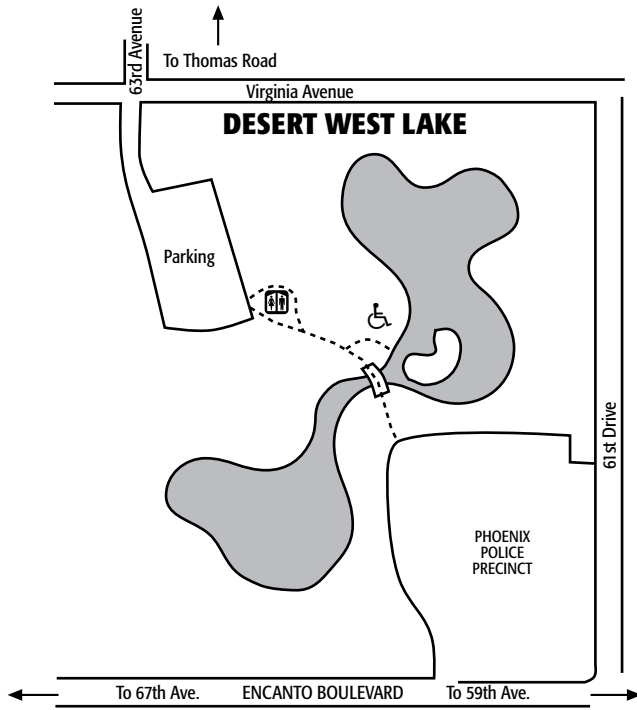 63rd Avenue
To Thomas Road
Virginia Avenue
DESERT WEST LAKE
Parking
61st Drive
PHOENIX
POLICE
PRECINCT
To 67th Ave.
ENCANTO BOULEVARD
To 59th Ave.